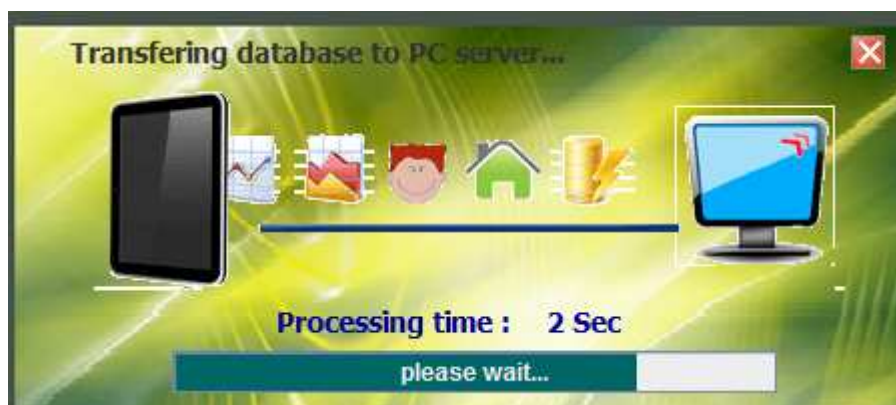 Transfering database to PC server...
Processing time : 2 Sec
please wait...